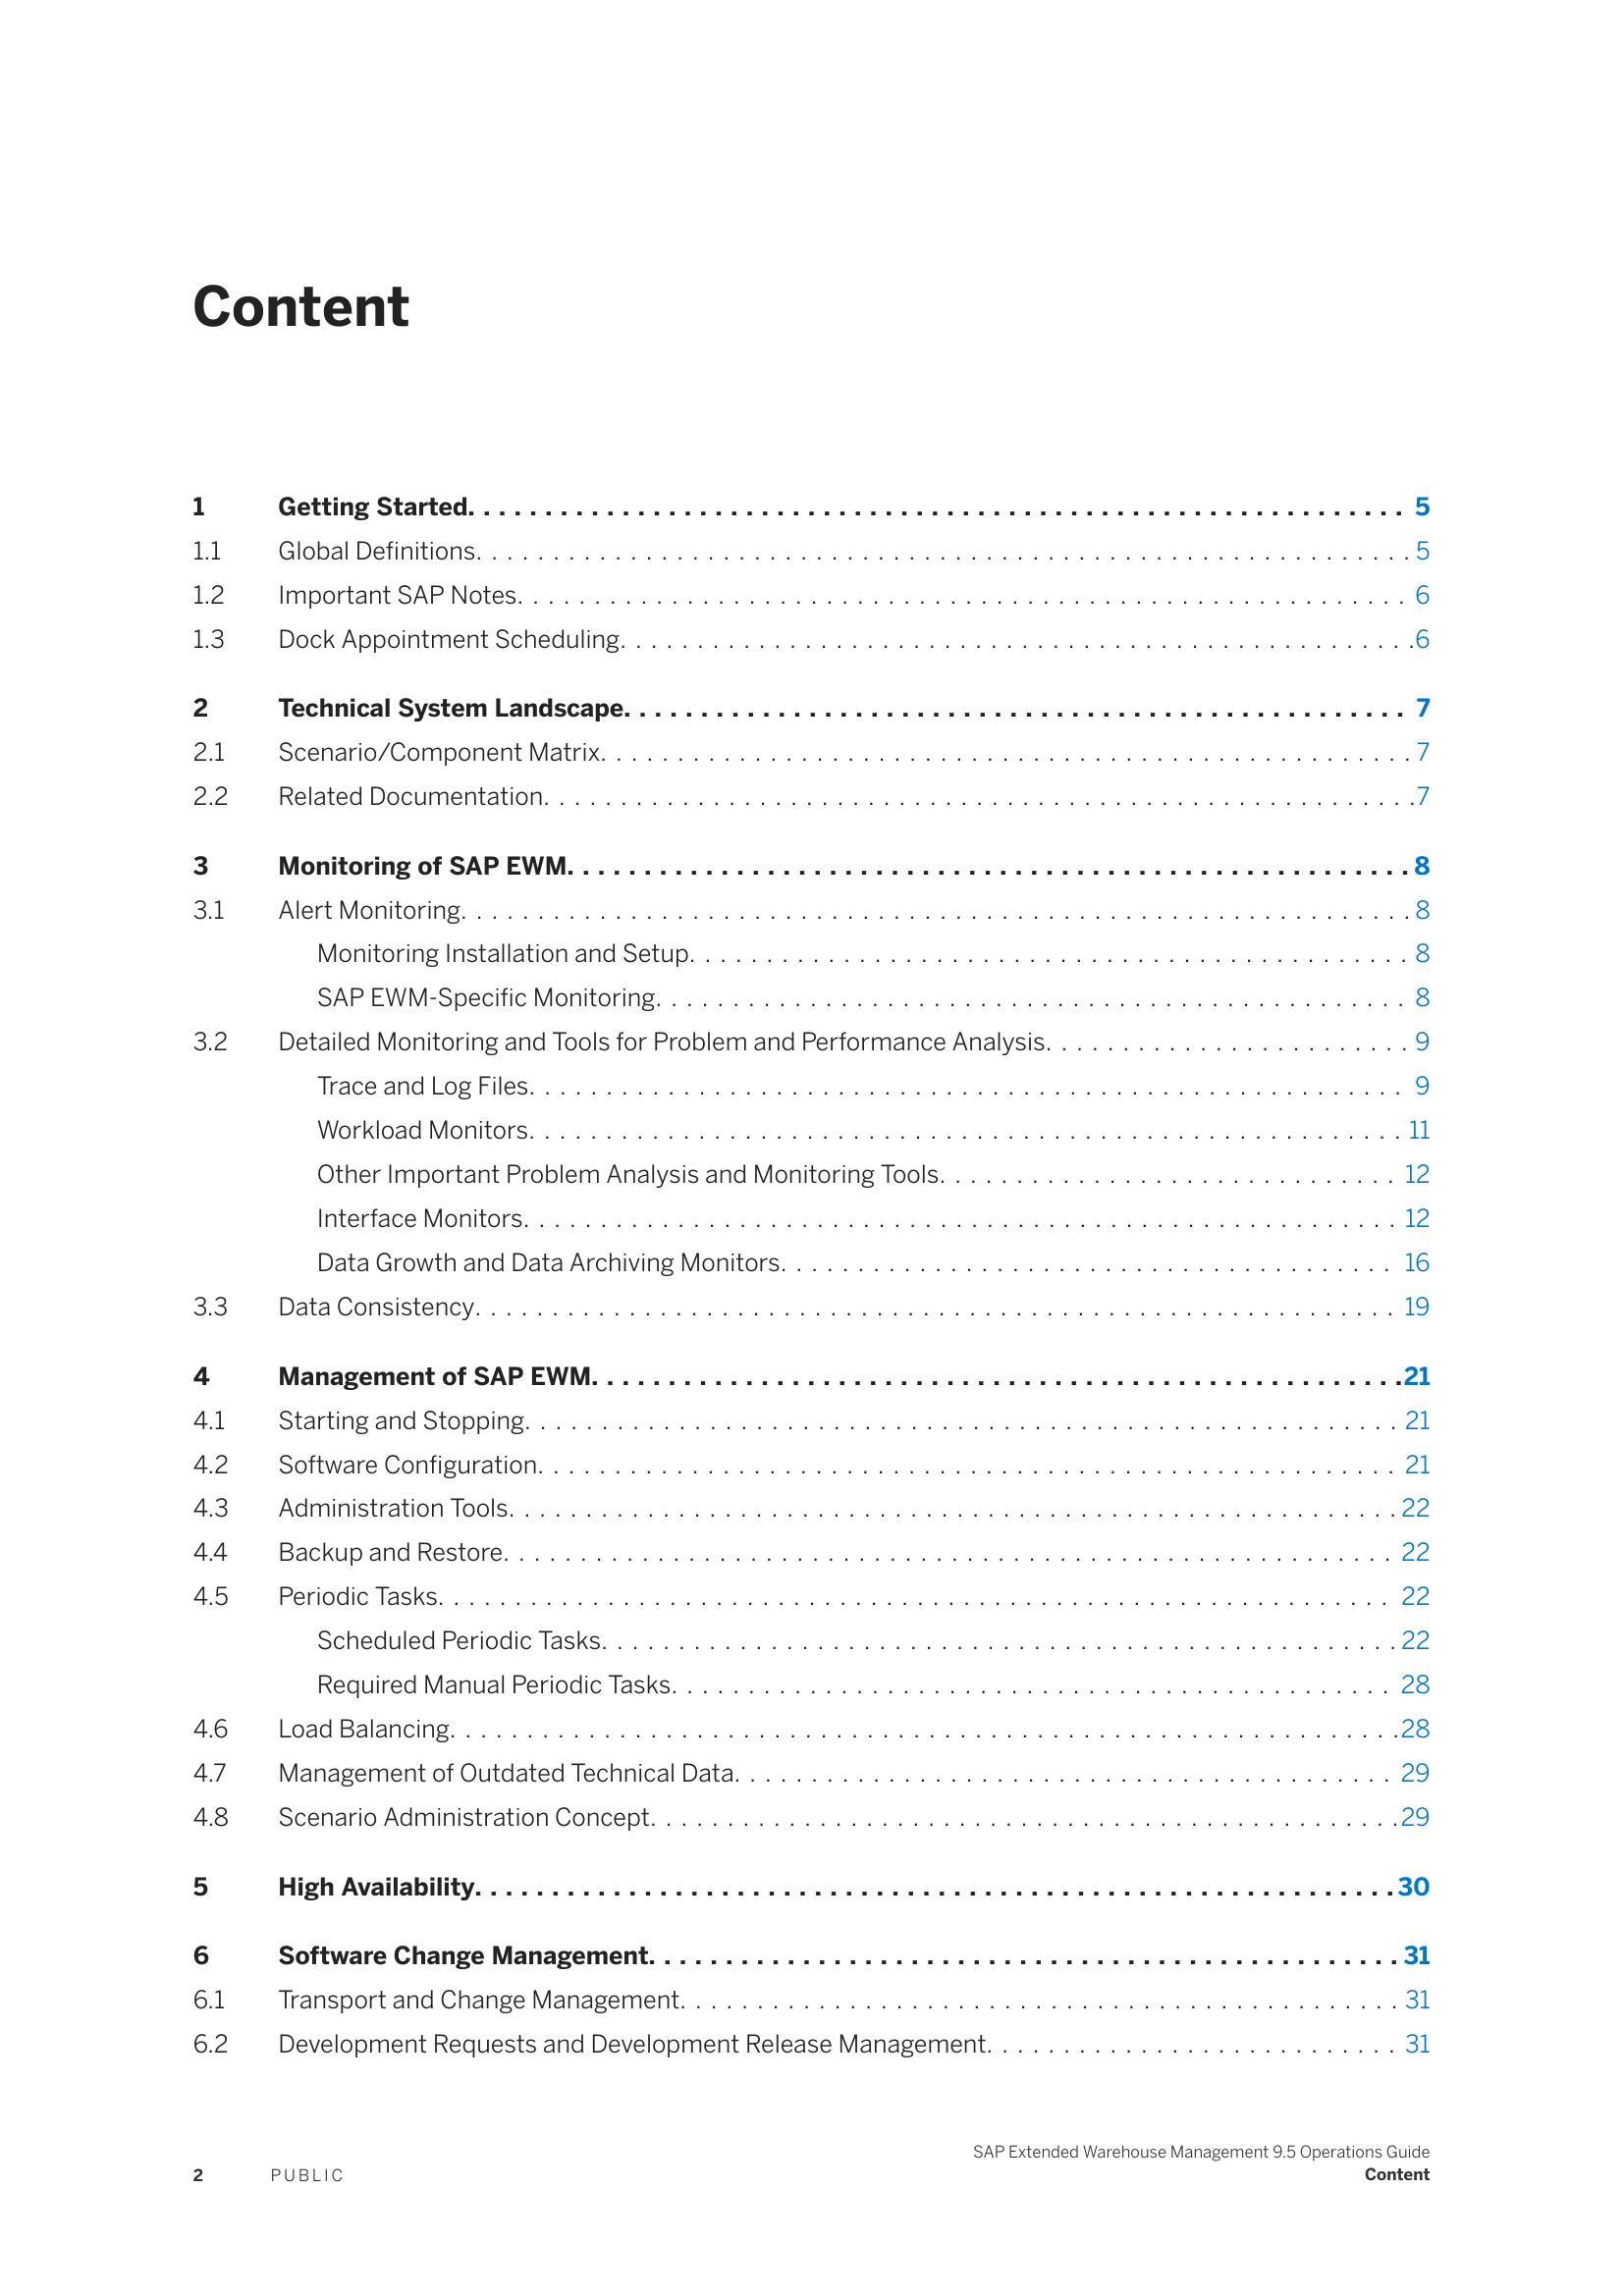 Content
1 Getting Started. . . . . . . . . . . . . . . . . . . . . . . . . . . . . . . . . . . . . . . . . . . . . . . . . . . . . . . . . . . . . 5
1.1 Global Definitions. . . . . . . . . . . . . . . . . . . . . . . . . . . . . . . . . . . . . . . . . . . . . . . . . . . . . . . . . . . . . 5
1.2 Important SAP Notes. . . . . . . . . . . . . . . . . . . . . . . . . . . . . . . . . . . . . . . . . . . . . . . . . . . . . . . . . . 6
1.3 Dock Appointment Scheduling. . . . . . . . . . . . . . . . . . . . . . . . . . . . . . . . . . . . . . . . . . . . . . . . . . . .6
2 Technical System Landscape. . . . . . . . . . . . . . . . . . . . . . . . . . . . . . . . . . . . . . . . . . . . . . . . . . . 7
2.1 Scenario/Component Matrix. . . . . . . . . . . . . . . . . . . . . . . . . . . . . . . . . . . . . . . . . . . . . . . . . . . . . 7
2.2 Related Documentation. . . . . . . . . . . . . . . . . . . . . . . . . . . . . . . . . . . . . . . . . . . . . . . . . . . . . . . . .7
3 Monitoring of SAP EWM. . . . . . . . . . . . . . . . . . . . . . . . . . . . . . . . . . . . . . . . . . . . . . . . . . . . . . . 8
3.1 Alert Monitoring. . . . . . . . . . . . . . . . . . . . . . . . . . . . . . . . . . . . . . . . . . . . . . . . . . . . . . . . . . . . . . 8
Monitoring Installation and Setup. . . . . . . . . . . . . . . . . . . . . . . . . . . . . . . . . . . . . . . . . . . . . . . 8
SAP EWM-Specific Monitoring. . . . . . . . . . . . . . . . . . . . . . . . . . . . . . . . . . . . . . . . . . . . . . . . . 8
3.2 Detailed Monitoring and Tools for Problem and Performance Analysis. . . . . . . . . . . . . . . . . . . . . . . . 9
Trace and Log Files. . . . . . . . . . . . . . . . . . . . . . . . . . . . . . . . . . . . . . . . . . . . . . . . . . . . . . . . . 9
Workload Monitors. . . . . . . . . . . . . . . . . . . . . . . . . . . . . . . . . . . . . . . . . . . . . . . . . . . . . . . . . 11
Other Important Problem Analysis and Monitoring Tools. . . . . . . . . . . . . . . . . . . . . . . . . . . . . . 12
Interface Monitors. . . . . . . . . . . . . . . . . . . . . . . . . . . . . . . . . . . . . . . . . . . . . . . . . . . . . . . . . 12
Data Growth and Data Archiving Monitors. . . . . . . . . . . . . . . . . . . . . . . . . . . . . . . . . . . . . . . . 16
3.3 Data Consistency. . . . . . . . . . . . . . . . . . . . . . . . . . . . . . . . . . . . . . . . . . . . . . . . . . . . . . . . . . . . 19
4 Management of SAP EWM. . . . . . . . . . . . . . . . . . . . . . . . . . . . . . . . . . . . . . . . . . . . . . . . . . . . .21
4.1 Starting and Stopping. . . . . . . . . . . . . . . . . . . . . . . . . . . . . . . . . . . . . . . . . . . . . . . . . . . . . . . . . 21
4.2 Software Configuration. . . . . . . . . . . . . . . . . . . . . . . . . . . . . . . . . . . . . . . . . . . . . . . . . . . . . . . . 21
4.3 Administration Tools. . . . . . . . . . . . . . . . . . . . . . . . . . . . . . . . . . . . . . . . . . . . . . . . . . . . . . . . . . 22
4.4 Backup and Restore. . . . . . . . . . . . . . . . . . . . . . . . . . . . . . . . . . . . . . . . . . . . . . . . . . . . . . . . . . 22
4.5 Periodic Tasks. . . . . . . . . . . . . . . . . . . . . . . . . . . . . . . . . . . . . . . . . . . . . . . . . . . . . . . . . . . . . . 22
Scheduled Periodic Tasks. . . . . . . . . . . . . . . . . . . . . . . . . . . . . . . . . . . . . . . . . . . . . . . . . . . . 22
Required Manual Periodic Tasks. . . . . . . . . . . . . . . . . . . . . . . . . . . . . . . . . . . . . . . . . . . . . . . 28
4.6 Load Balancing. . . . . . . . . . . . . . . . . . . . . . . . . . . . . . . . . . . . . . . . . . . . . . . . . . . . . . . . . . . . . .28
4.7 Management of Outdated Technical Data. . . . . . . . . . . . . . . . . . . . . . . . . . . . . . . . . . . . . . . . . . . 29
4.8 Scenario Administration Concept. . . . . . . . . . . . . . . . . . . . . . . . . . . . . . . . . . . . . . . . . . . . . . . . .29
5 High Availability. . . . . . . . . . . . . . . . . . . . . . . . . . . . . . . . . . . . . . . . . . . . . . . . . . . . . . . . . . . .30
6 Software Change Management. . . . . . . . . . . . . . . . . . . . . . . . . . . . . . . . . . . . . . . . . . . . . . . . . 31
6.1 Transport and Change Management. . . . . . . . . . . . . . . . . . . . . . . . . . . . . . . . . . . . . . . . . . . . . . . 31
6.2 Development Requests and Development Release Management. . . . . . . . . . . . . . . . . . . . . . . . . . . 31
SAP Extended Warehouse Management 9.5 Operations Guide
2 PUBLIC Content